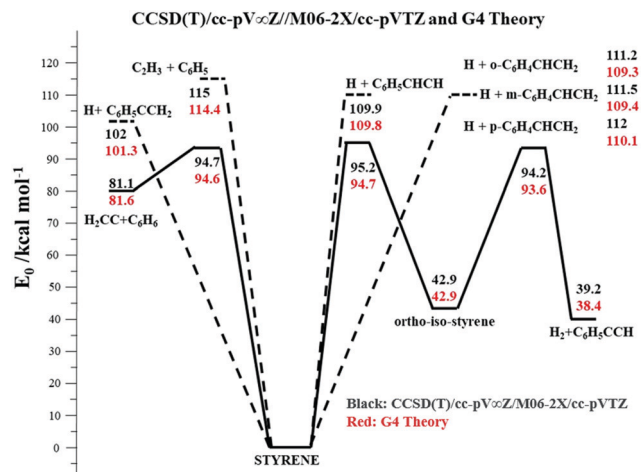 CCSD(T)/cc-pV∞Z//M06-2X/cc-pVTZ and G4 Theory
E₀ /kcal mol⁻¹
120
110
100
90
80
70
60
50
40
30
20
10
0
C₂H₃ + C₆H₅
115
114.4
H+ C₆H₅CCH₂
102
101.3
94.7
94.6
81.1
81.6
H₂CC+C₆H₆
H + C₆H₅CHCH
109.9
109.8
95.2
94.7
H + o-C₆H₄CHCH₂ 111.2
109.3
H + m-C₆H₄CHCH₂ 111.5
109.4
H + p-C₆H₄CHCH₂ 112
110.1
94.2
93.6
42.9
42.9
ortho-iso-styrene
39.2
38.4
H₂+C₆H₅CCH
Black: CCSD(T)/cc-pV∞Z/M06-2X/cc-pVTZ
Red: G4 Theory
STYRENE